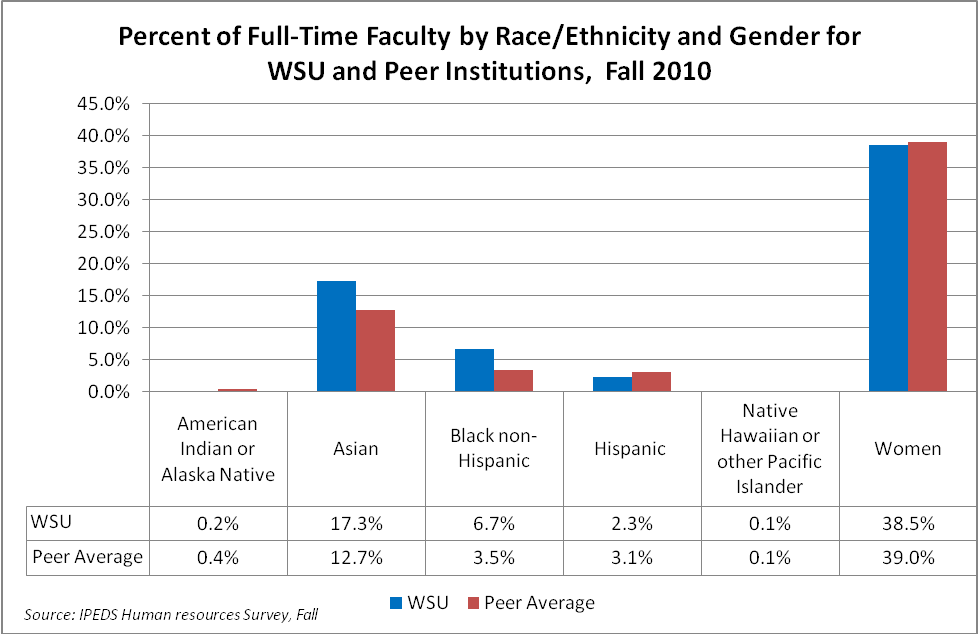 Percent of Full-Time Faculty by Race/Ethnicity and Gender for
WSU and Peer Institutions, Fall 2010
45.0%
40.0%
35.0%
30.0%
25.0%
20.0%
15.0%
10.0%
5.0%
0.0%
American
Indian or
Alaska Native
Asian
Black non-
Hispanic
Hispanic
Native
Hawaiian or
other Pacific
Islander
Women
WSU 0.2% 17.3% 6.7% 2.3% 0.1% 38.5%
Peer Average 0.4% 12.7% 3.5% 3.1% 0.1% 39.0%
WSU Peer Average
Source: IPEDS Human resources Survey, Fall